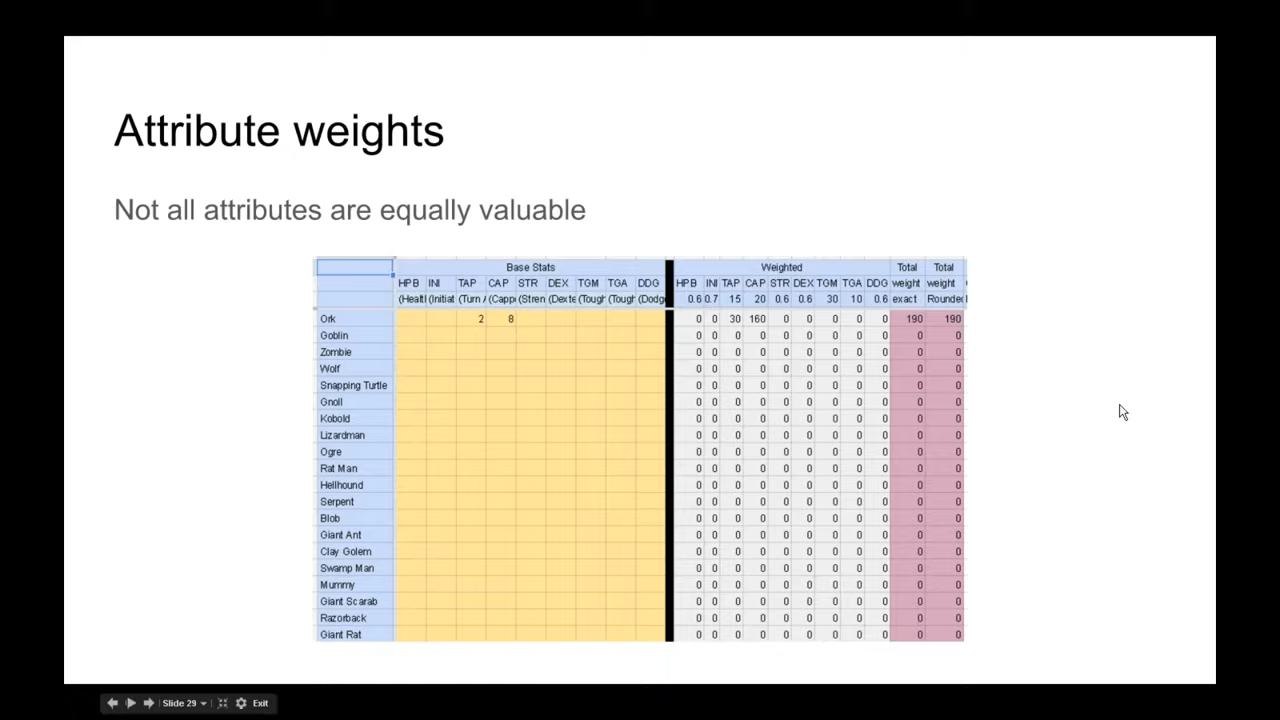 Attribute weights
Not all attributes are equally valuable
Base Stats Weighted Total Total
HPB INI TAP CAP STR DEX TGM TGA DDG HPB INI TAP CAP STR DEX TGM TGA DDG weight weight
(Healt (Initiat (Turn A (Cappe (Stren (Dexte (Tough (Tough (Dodge 0.6 0.7 15 20 0.6 0.6 30 10 0.6 exact Rounded
Ork 2 8 0 0 30 160 0 0 0 0 0 190 190
Goblin 0 0 0 0 0 0 0 0 0 0 0
Zombie 0 0 0 0 0 0 0 0 0 0 0
Wolf 0 0 0 0 0 0 0 0 0 0 0
Snapping Turtle 0 0 0 0 0 0 0 0 0 0 0
Gnoll 0 0 0 0 0 0 0 0 0 0 0
Kobold 0 0 0 0 0 0 0 0 0 0 0
Lizardman 0 0 0 0 0 0 0 0 0 0 0
Ogre 0 0 0 0 0 0 0 0 0 0 0
Rat Man 0 0 0 0 0 0 0 0 0 0 0
Hellhound 0 0 0 0 0 0 0 0 0 0 0
Serpent 0 0 0 0 0 0 0 0 0 0 0
Blob 0 0 0 0 0 0 0 0 0 0 0
Giant Ant 0 0 0 0 0 0 0 0 0 0 0
Clay Golem 0 0 0 0 0 0 0 0 0 0 0
Swamp Man 0 0 0 0 0 0 0 0 0 0 0
Mummy 0 0 0 0 0 0 0 0 0 0 0
Giant Scarab 0 0 0 0 0 0 0 0 0 0 0
Razorback 0 0 0 0 0 0 0 0 0 0 0
Giant Rat 0 0 0 0 0 0 0 0 0 0 0
Slide 29 Exit